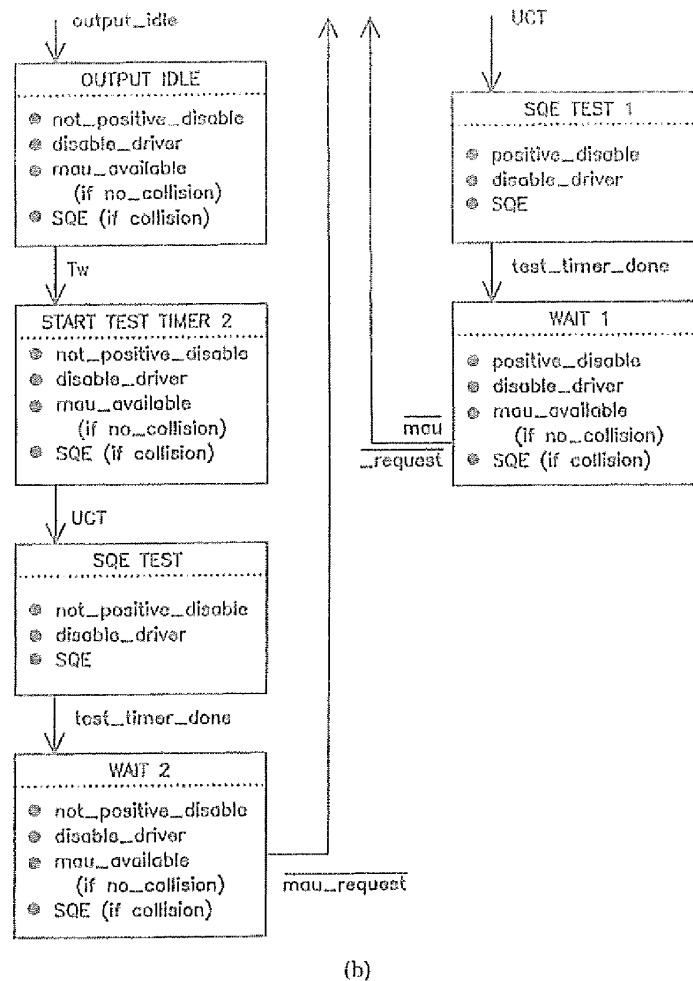 output_idle
OUTPUT IDLE
not_positive_disable
disable_driver
mau_available
(if no_collision)
SQE (if collision)
Tw
START TEST TIMER 2
not_positive_disable
disable_driver
mau_available
(if no_collision)
SQE (if collision)
UCT
SQE TEST
not_positive_disable
disable_driver
SQE
test_timer_done
WAIT 2
not_positive_disable
disable_driver
mau_available
(if no_collision)
SQE (if collision)
mau_request
UCT
SQE TEST 1
positive_disable
disable_driver
SQE
test_timer_done
WAIT 1
positive_disable
disable_driver
mau_available
(if no_collision)
SQE (if collision)
mau
_request
(b)